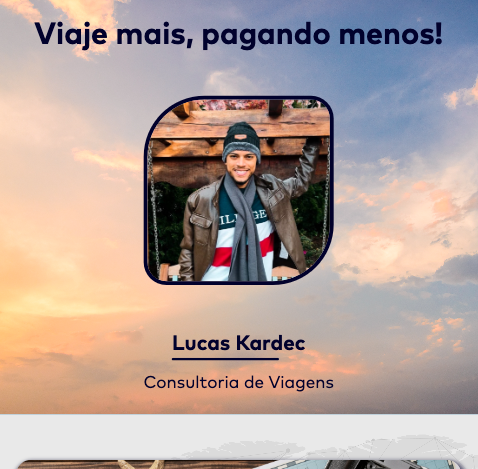 Viaje mais, pagando menos!
Lucas Kardec
Consultoria de Viagens